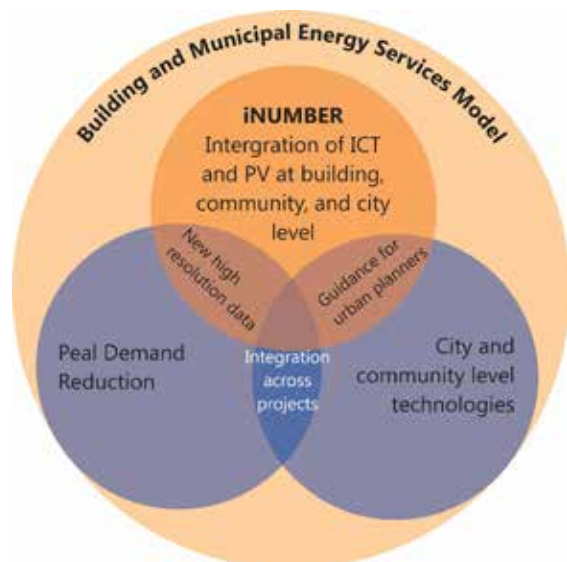 Building and Municipal Energy Services Model
iNUMBER
Intergration of ICT
and PV at building,
community, and city
level
New high
resolution data
Guidance for
urban planners
Peal Demand
Reduction
Integration
across
projects
City and
community level
technologies